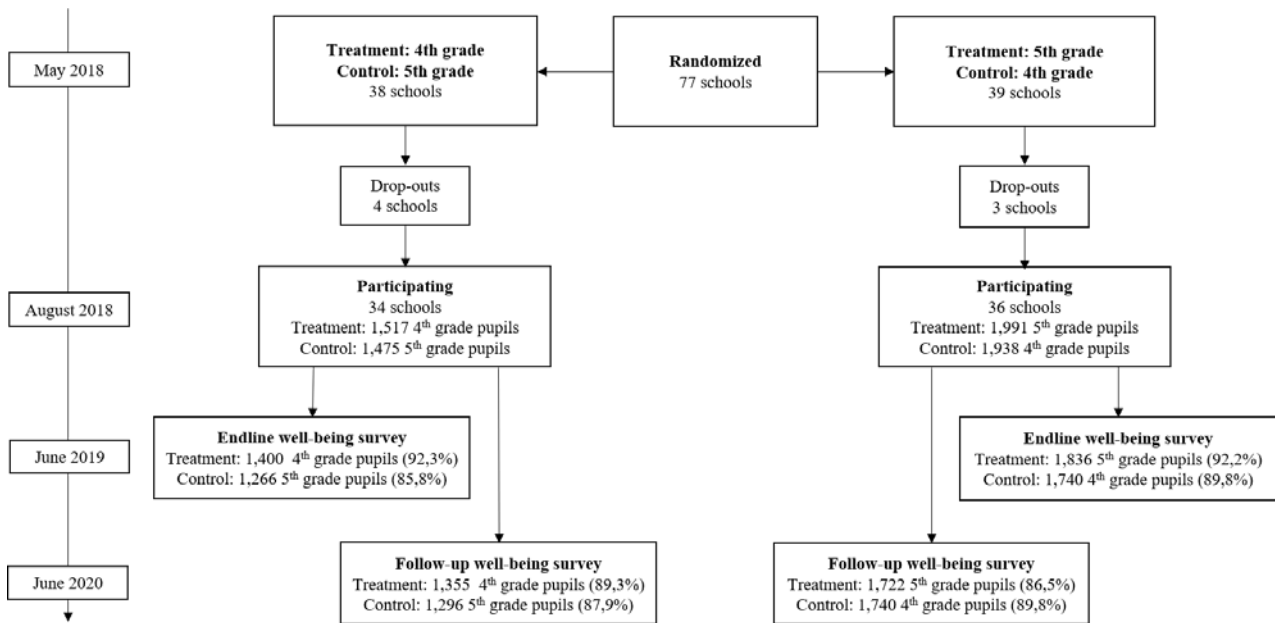 May 2018
Treatment: 4th grade
Control: 5th grade
38 schools
Randomized
77 schools
Treatment: 5th grade
Control: 4th grade
39 schools
Drop-outs
4 schools
Drop-outs
3 schools
August 2018
Participating
34 schools
Treatment: 1,517 4th grade pupils
Control: 1,475 5th grade pupils
Participating
36 schools
Treatment: 1,991 5th grade pupils
Control: 1,938 4th grade pupils
June 2019
Endline well-being survey
Treatment: 1,400 4th grade pupils (92,3%)
Control: 1,266 5th grade pupils (85,8%)
Endline well-being survey
Treatment: 1,836 5th grade pupils (92,2%)
Control: 1,740 4th grade pupils (89,8%)
June 2020
Follow-up well-being survey
Treatment: 1,355 4th grade pupils (89,3%)
Control: 1,296 5th grade pupils (87,9%)
Follow-up well-being survey
Treatment: 1,722 5th grade pupils (86,5%)
Control: 1,740 4th grade pupils (89,8%)